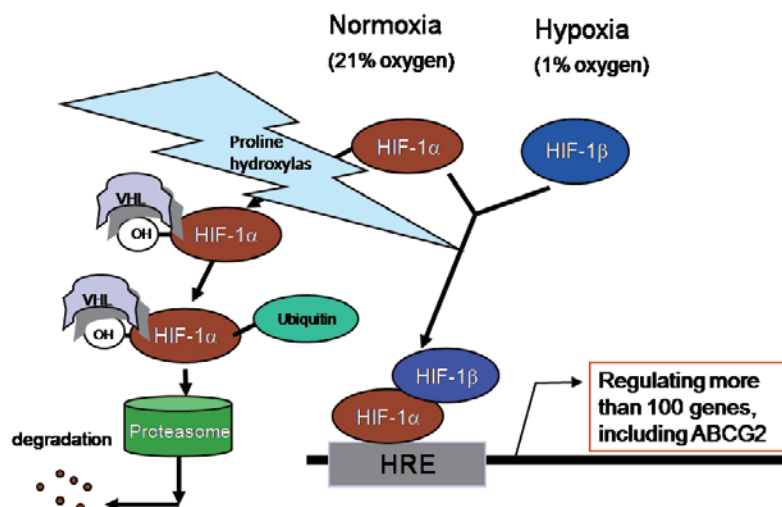 Normoxia
(21% oxygen)
Hypoxia
(1% oxygen)
Proline
hydroxylas
HIF-1α
HIF-1β
VHL
OH
HIF-1α
VHL
OH
HIF-1α
Ubiquitin
HIF-1β
HIF-1α
HRE
Regulating more
than 100 genes,
including ABCG2
Proteasome
degradation